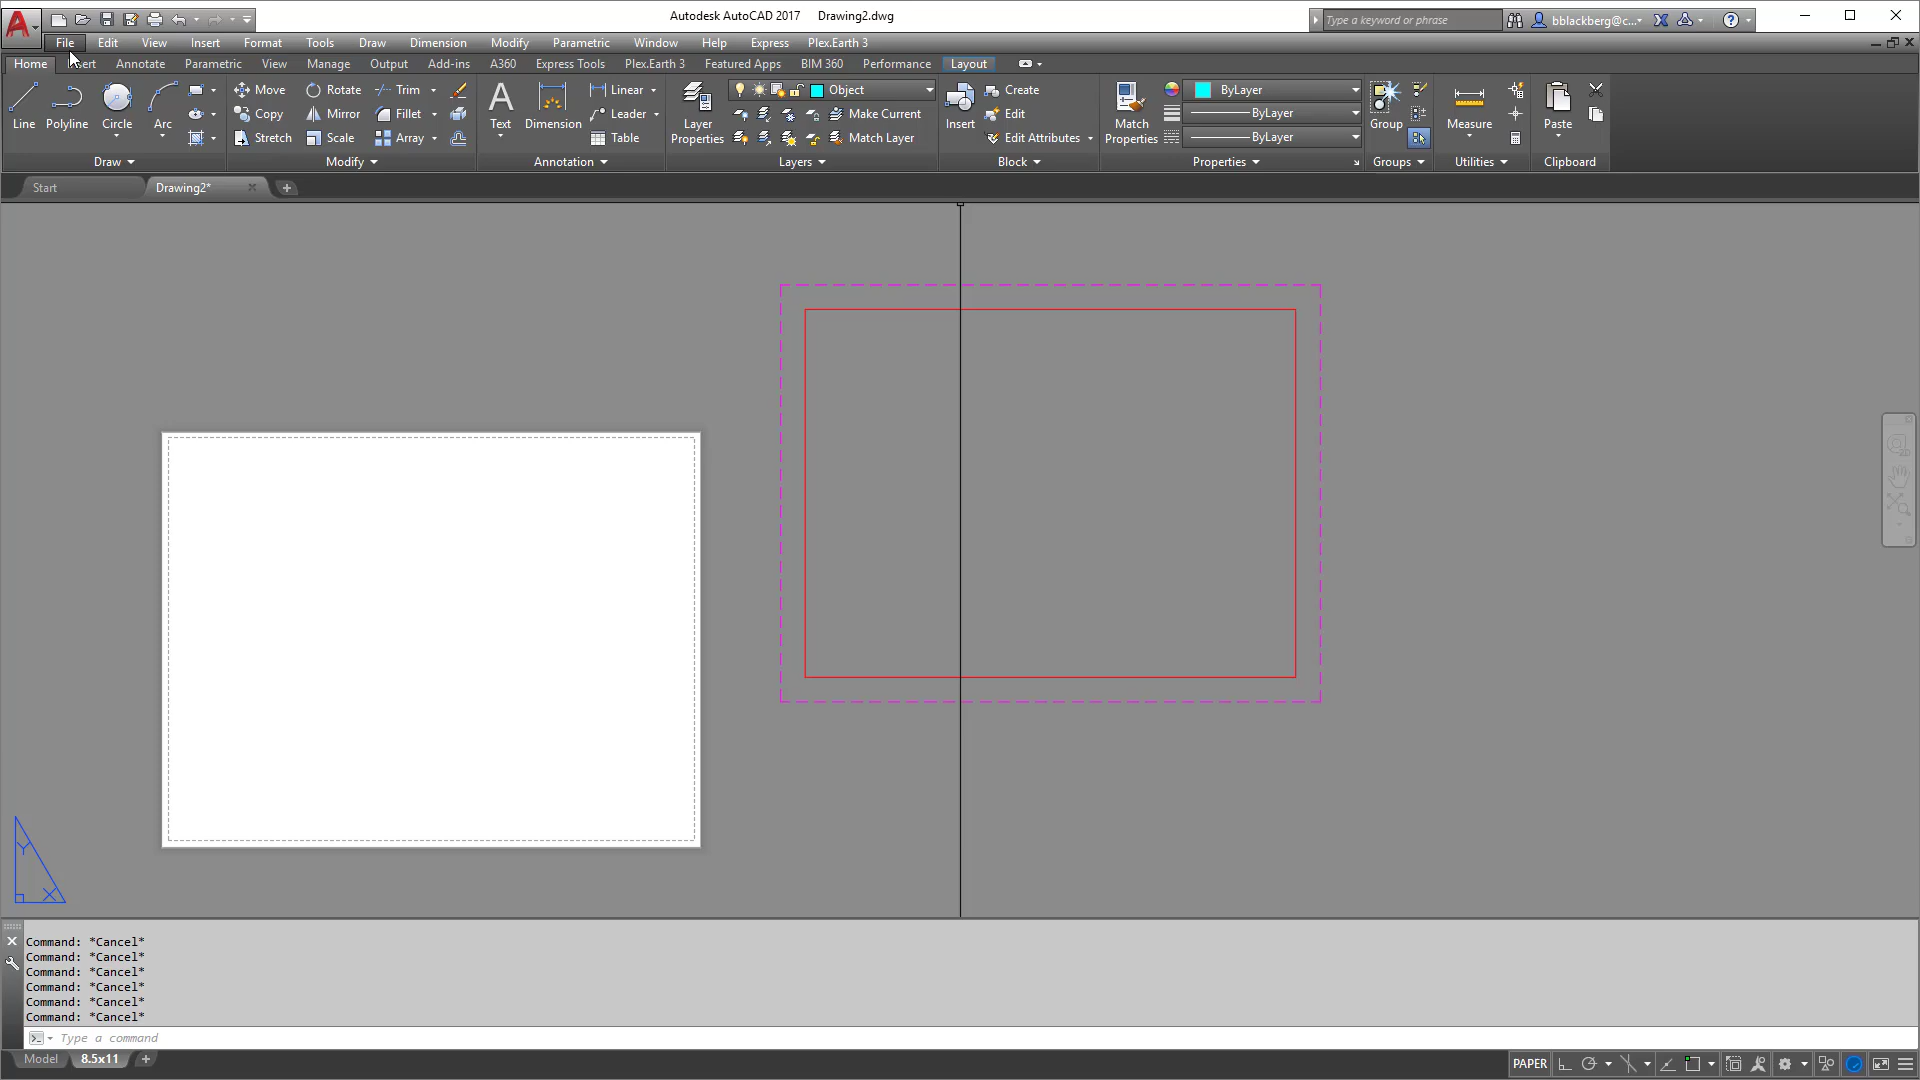 Autodesk AutoCAD 2017 Drawing2.dwg
Type a keyword or phrase
bblackberg@c...
File Edit View Insert Format Tools Draw Dimension Modify Parametric Window Help Express Plex.Earth 3
Home Annotate Parametric View Manage Output Add-ins A360 Express Tools Plex.Earth 3 Featured Apps BIM 360 Performance Layout
Line Polyline Circle Arc
Move Rotate Trim
Copy Mirror Fillet
Stretch Scale Array
Text Dimension
Linear
Leader
Table
Layer
Properties
Object
Make Current
Match Layer
Insert
Create
Edit
Edit Attributes
Match
Properties
ByLayer
ByLayer
ByLayer
Group Measure Paste
Draw Modify Annotation Layers Block Properties Groups Utilities Clipboard
Start Drawing2*
2D
Y
X
Command: *Cancel*
Command: *Cancel*
Command: *Cancel*
Command: *Cancel*
Command: *Cancel*
Command: *Cancel*
Type a command
Model 8.5x11
PAPER